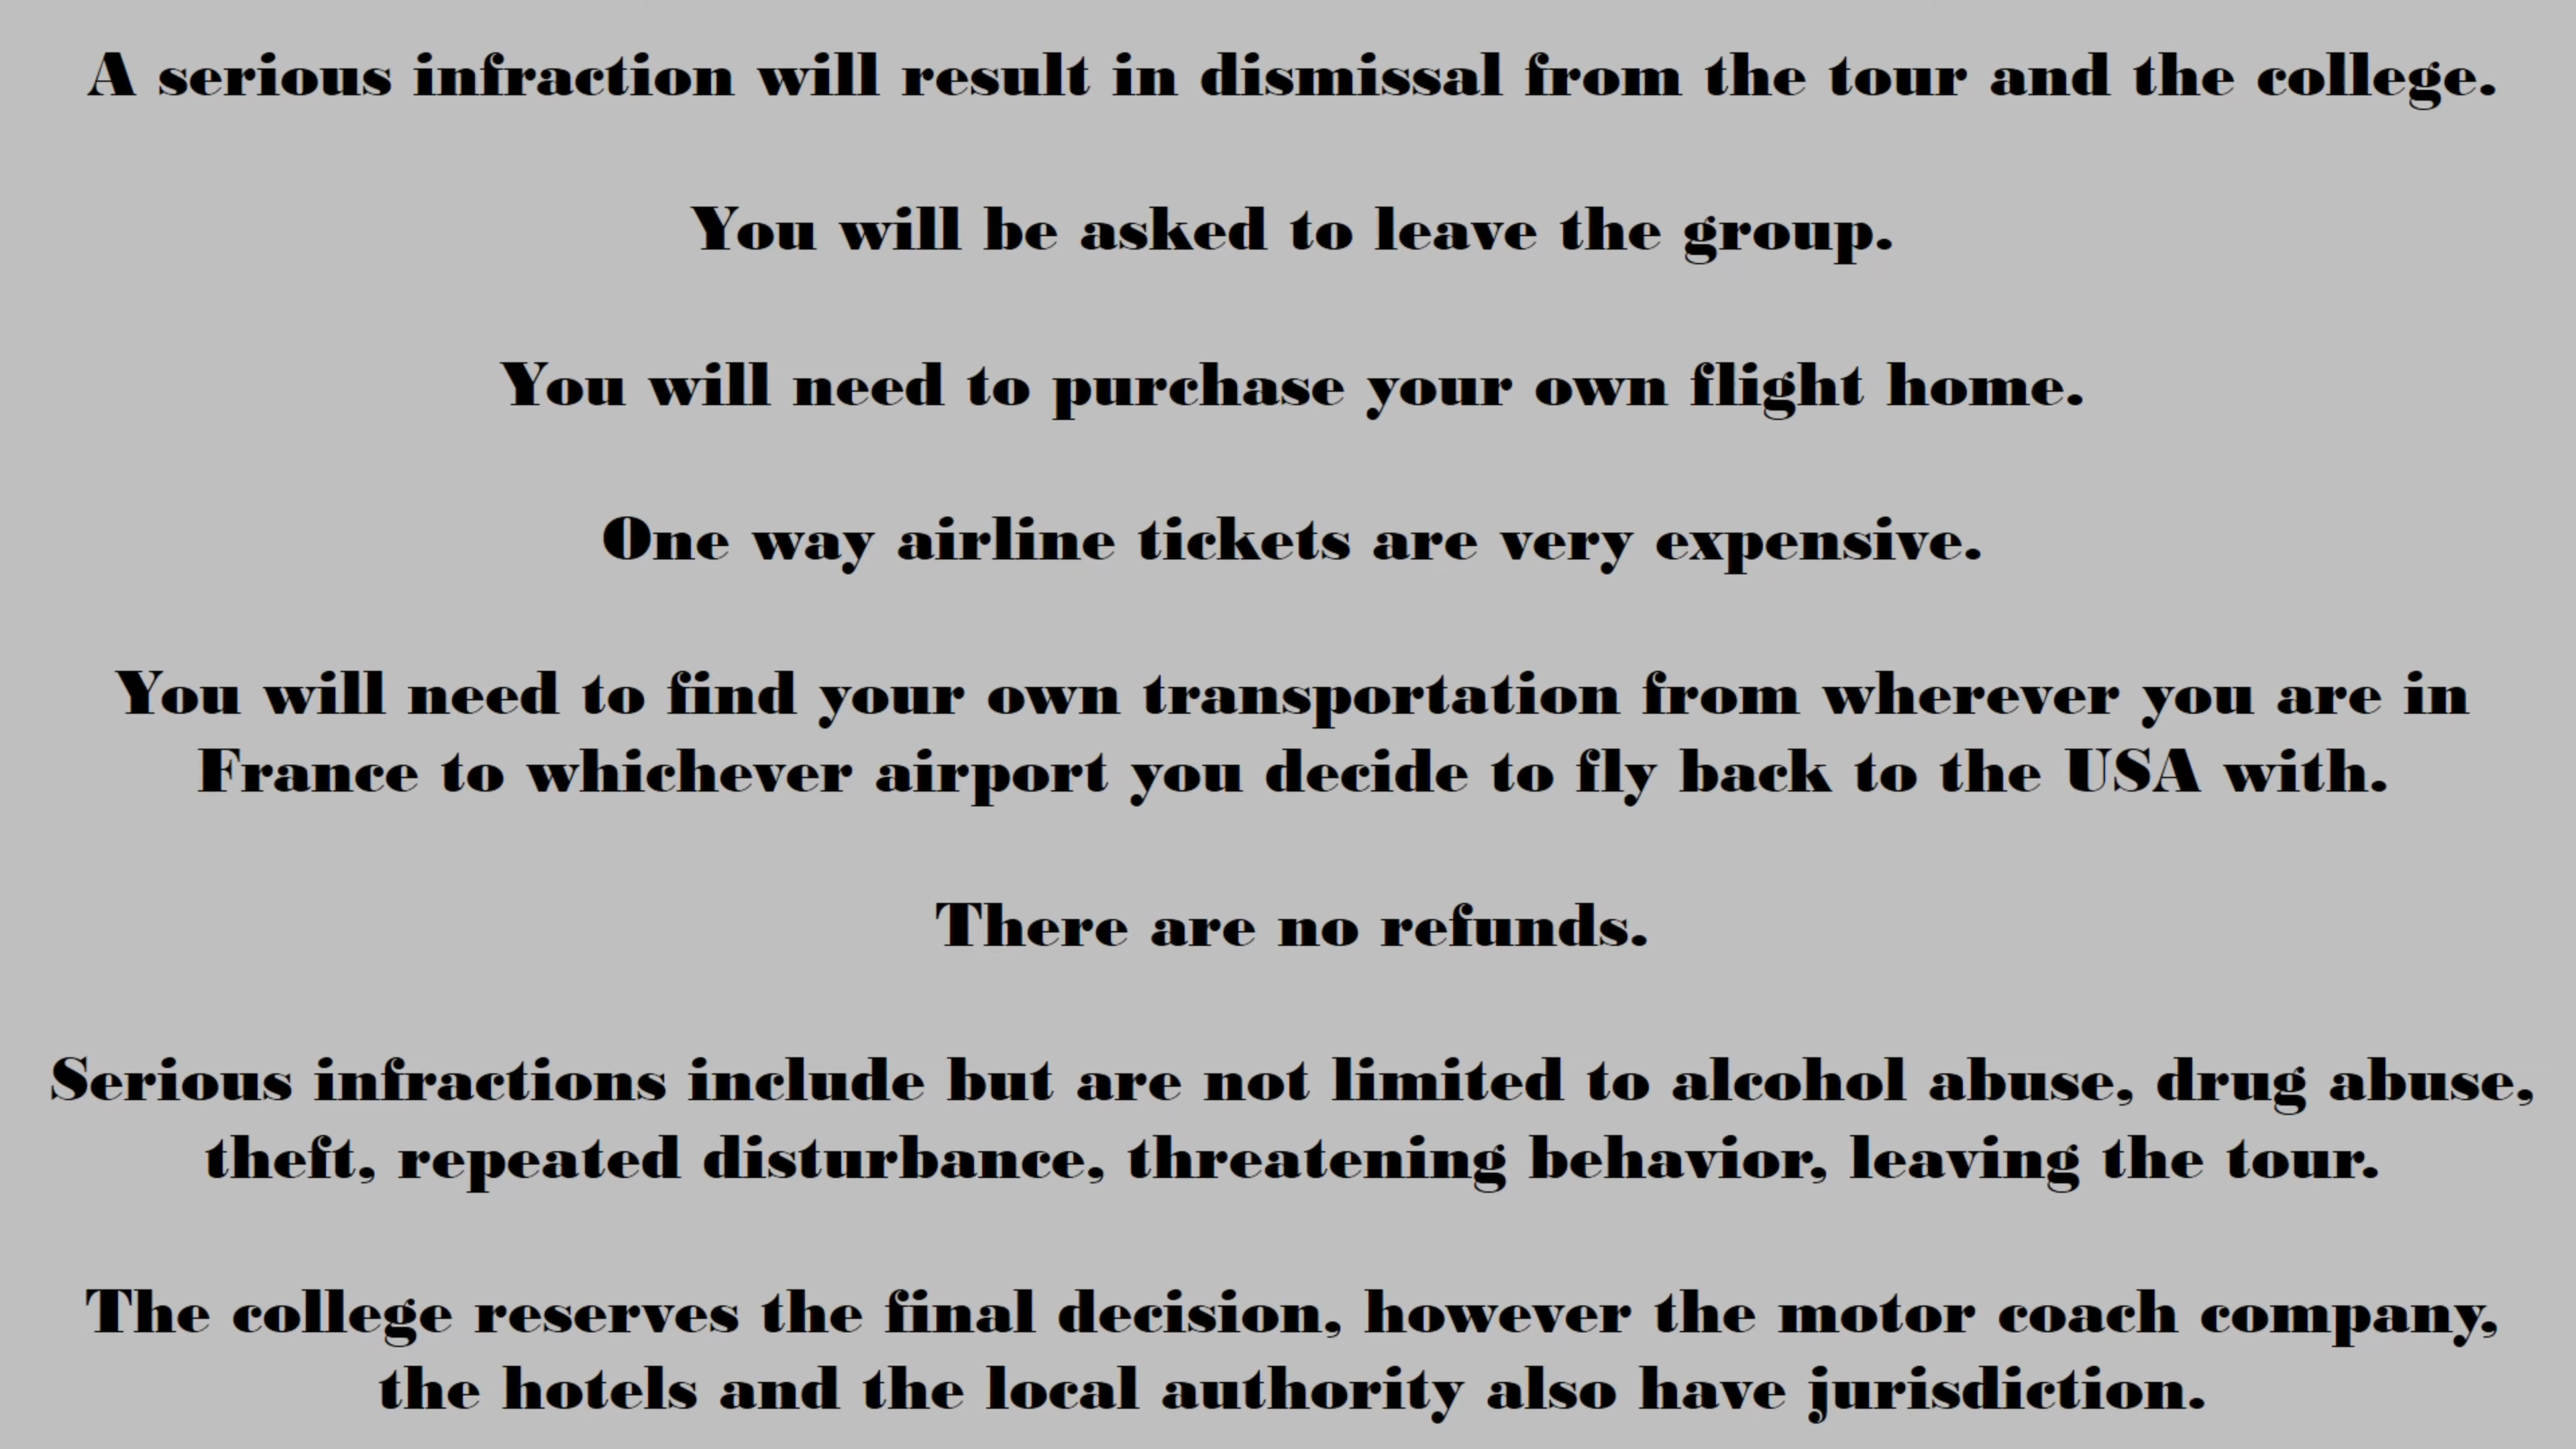 A serious infraction will result in dismissal from the tour and the college.
You will be asked to leave the group.
You will need to purchase your own flight home.
One way airline tickets are very expensive.
You will need to find your own transportation from wherever you are in
France to whichever airport you decide to fly back to the USA with.
There are no refunds.
Serious infractions include but are not limited to alcohol abuse, drug abuse,
theft, repeated disturbance, threatening behavior, leaving the tour.
The college reserves the final decision, however the motor coach company,
the hotels and the local authority also have jurisdiction.